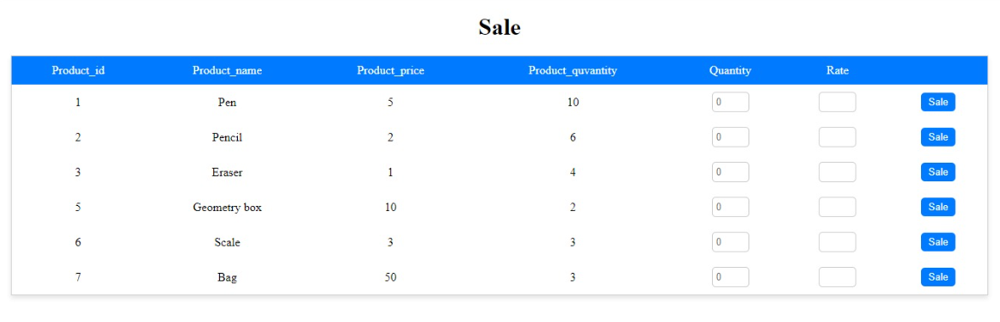 Sale
Product_id Product_name Product_price Product_quvantity Quantity Rate
1 Pen 5 10 0 Sale
2 Pencil 2 6 0 Sale
3 Eraser 1 4 0 Sale
5 Geometry box 10 2 0 Sale
6 Scale 3 3 0 Sale
7 Bag 50 3 0 Sale